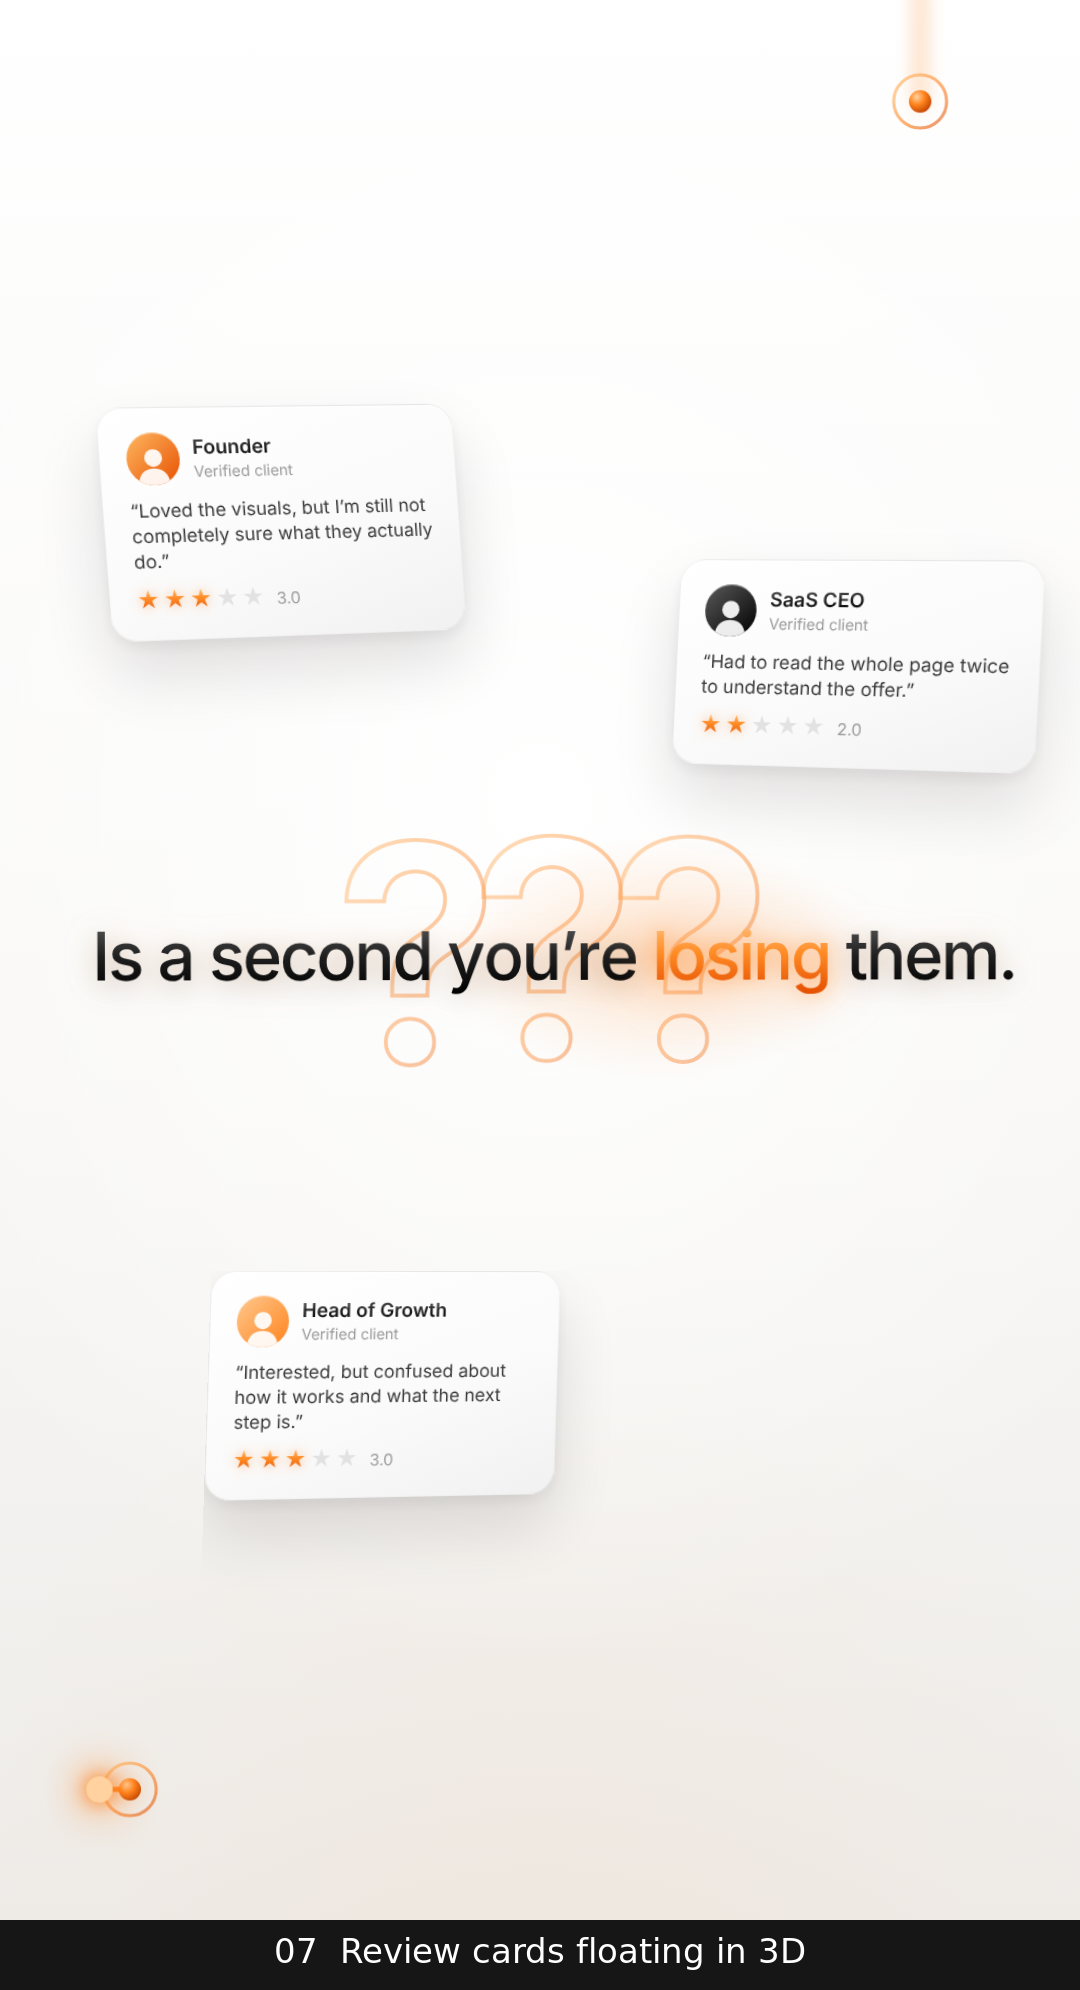 Founder
Verified client
“Loved the visuals, but I’m still not
completely sure what they actually
do.”
★★★★★ 3.0
SaaS CEO
Verified client
“Had to read the whole page twice
to understand the offer.”
★★★★★ 2.0
???
Is a second you’re losing them.
Head of Growth
Verified client
“Interested, but confused about
how it works and what the next
step is.”
★★★★★ 3.0
07 Review cards floating in 3D